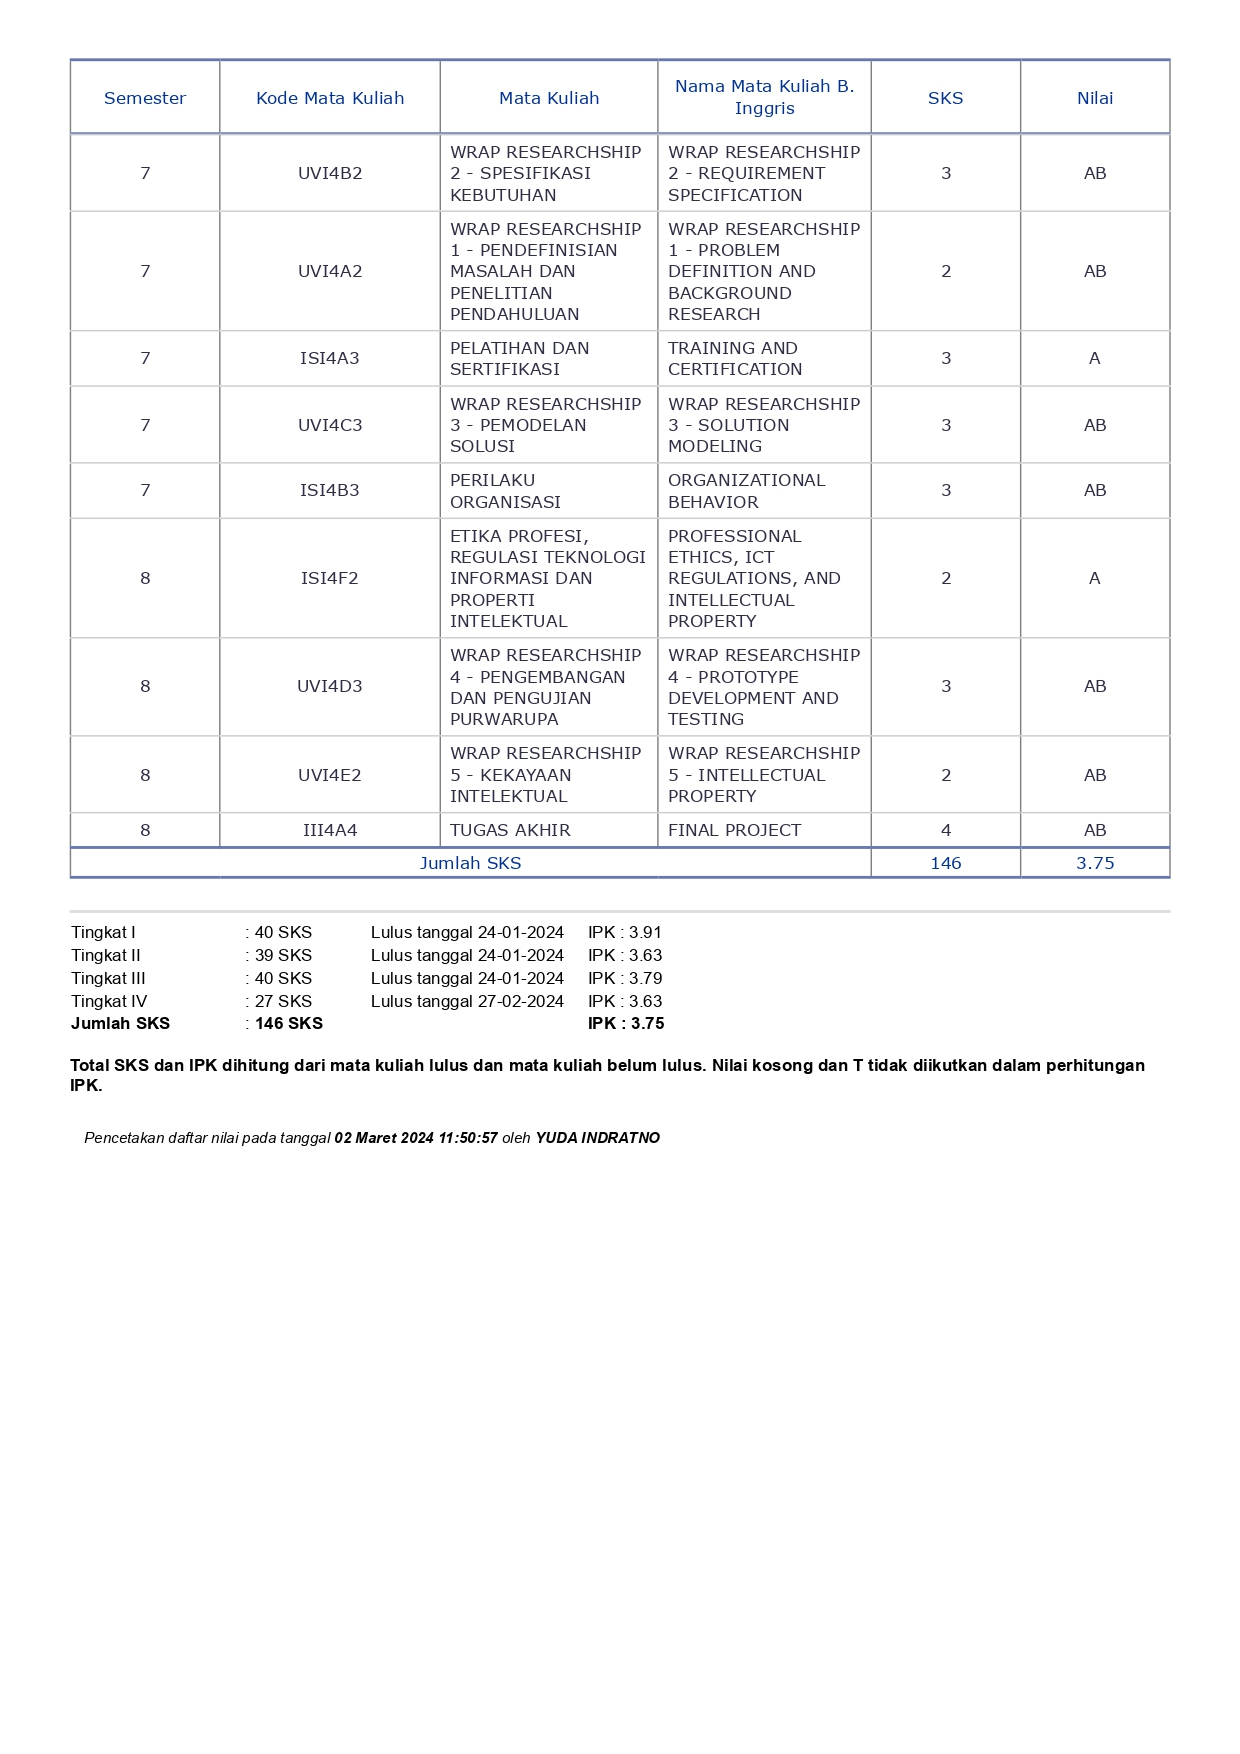 Semester Kode Mata Kuliah Mata Kuliah Nama Mata Kuliah B. Inggris SKS Nilai
7 UVI4B2 WRAP RESEARCHSHIP 2 - SPESIFIKASI KEBUTUHAN WRAP RESEARCHSHIP 2 - REQUIREMENT SPECIFICATION 3 AB
7 UVI4A2 WRAP RESEARCHSHIP 1 - PENDEFINISIAN MASALAH DAN PENELITIAN PENDAHULUAN WRAP RESEARCHSHIP 1 - PROBLEM DEFINITION AND BACKGROUND RESEARCH 2 AB
7 ISI4A3 PELATIHAN DAN SERTIFIKASI TRAINING AND CERTIFICATION 3 A
7 UVI4C3 WRAP RESEARCHSHIP 3 - PEMODELAN SOLUSI WRAP RESEARCHSHIP 3 - SOLUTION MODELING 3 AB
7 ISI4B3 PERILAKU ORGANISASI ORGANIZATIONAL BEHAVIOR 3 AB
8 ISI4F2 ETIKA PROFESI, REGULASI TEKNOLOGI INFORMASI DAN PROPERTI INTELEKTUAL PROFESSIONAL ETHICS, ICT REGULATIONS, AND INTELLECTUAL PROPERTY 2 A
8 UVI4D3 WRAP RESEARCHSHIP 4 - PENGEMBANGAN DAN PENGUJIAN PURWARUPA WRAP RESEARCHSHIP 4 - PROTOTYPE DEVELOPMENT AND TESTING 3 AB
8 UVI4E2 WRAP RESEARCHSHIP 5 - KEKAYAAN INTELEKTUAL WRAP RESEARCHSHIP 5 - INTELLECTUAL PROPERTY 2 AB
8 III4A4 TUGAS AKHIR FINAL PROJECT 4 AB
Jumlah SKS 146 3.75
Tingkat I : 40 SKS Lulus tanggal 24-01-2024 IPK : 3.91
Tingkat II : 39 SKS Lulus tanggal 24-01-2024 IPK : 3.63
Tingkat III : 40 SKS Lulus tanggal 24-01-2024 IPK : 3.79
Tingkat IV : 27 SKS Lulus tanggal 27-02-2024 IPK : 3.63
Jumlah SKS : 146 SKS IPK : 3.75
Total SKS dan IPK dihitung dari mata kuliah lulus dan mata kuliah belum lulus. Nilai kosong dan T tidak diikutkan dalam perhitungan
IPK.
Pencetakan daftar nilai pada tanggal 02 Maret 2024 11:50:57 oleh YUDA INDRATNO